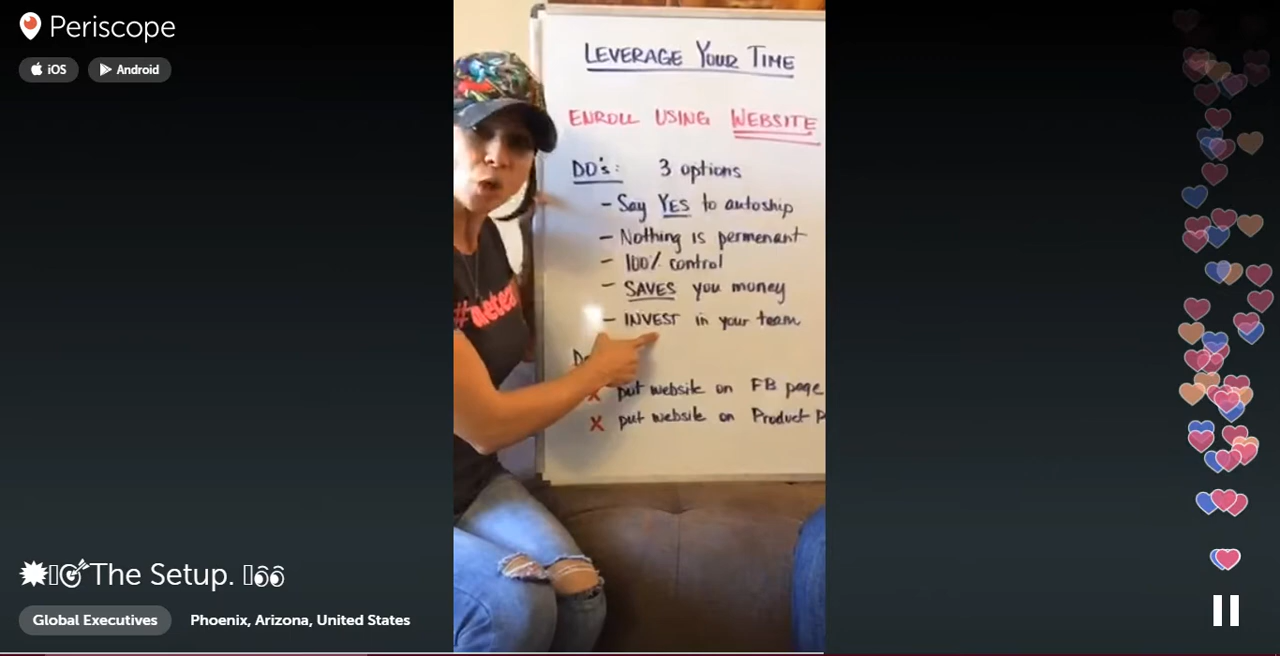 Periscope
iOS
Android
LEVERAGE YOUR TIME
ENROLL USING WEBSITE
DO's: 3 options
- Say YES to autoship
- Nothing is permenant
- 100% control
- SAVES you money
- INVEST in your team
X put website on FB page
X put website on Product P
The Setup.
Global Executives
Phoenix, Arizona, United States